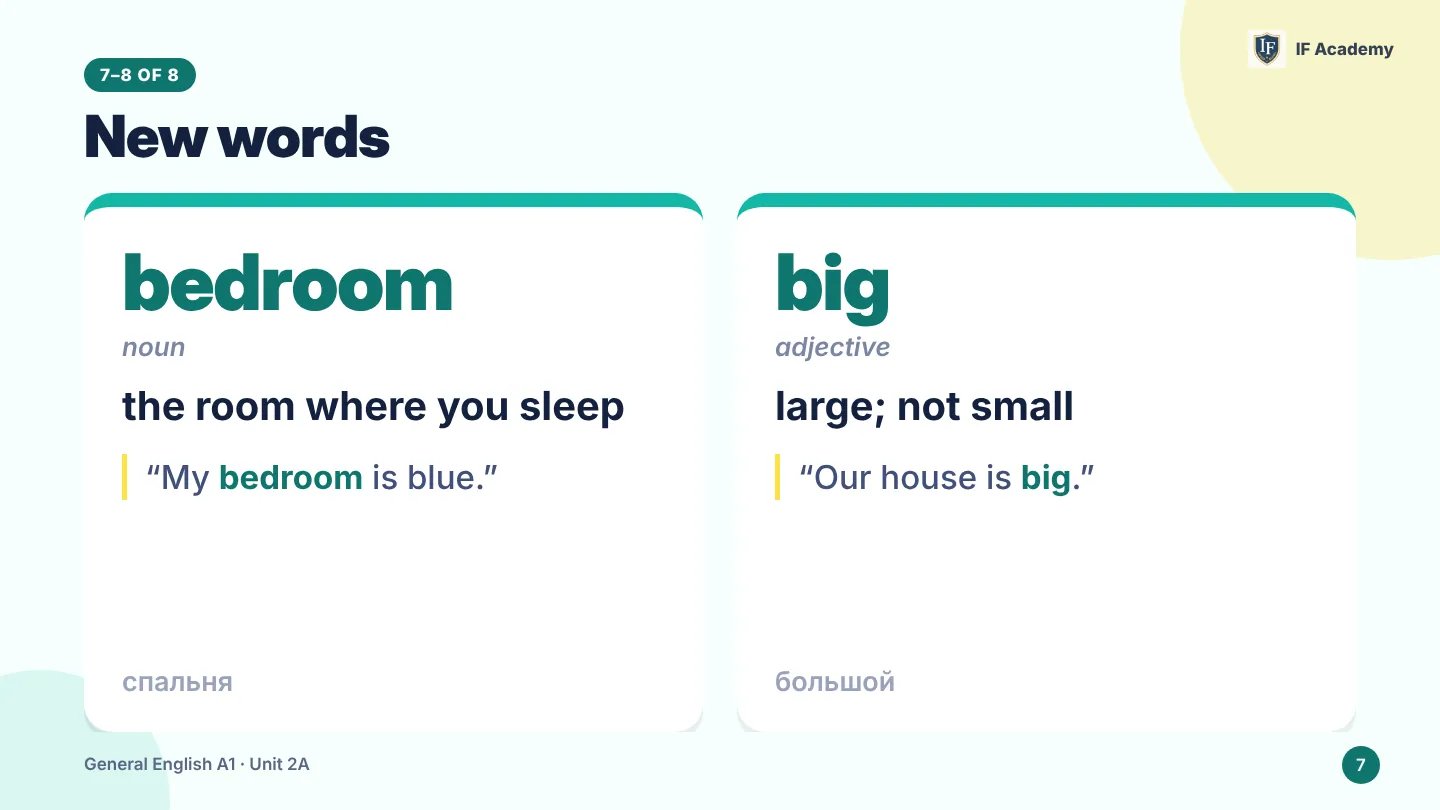 7–8 OF 8
IF IF Academy
New words
bedroom
noun
the room where you sleep
“My bedroom is blue.”
спальня
big
adjective
large; not small
“Our house is big.”
большой
General English A1 · Unit 2A
7